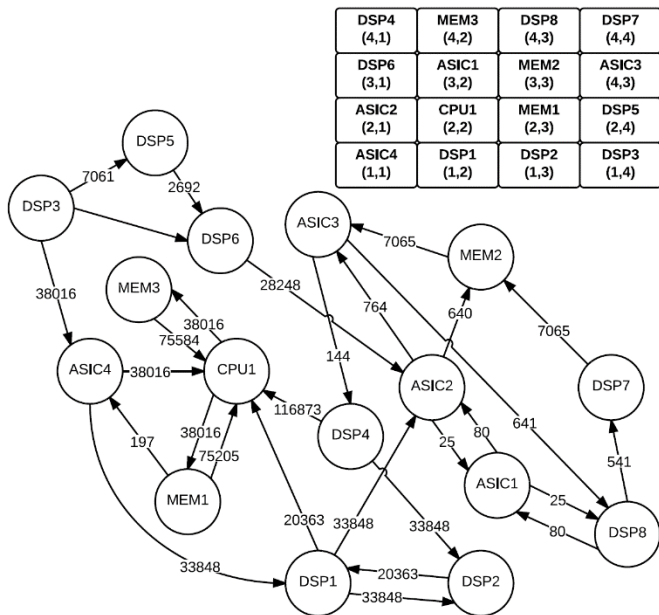 DSP4 MEM3 DSP8 DSP7
(4,1) (4,2) (4,3) (4,4)
DSP6 ASIC1 MEM2 ASIC3
(3,1) (3,2) (3,3) (4,3)
ASIC2 CPU1 MEM1 DSP5
(2,1) (2,2) (2,3) (2,4)
ASIC4 DSP1 DSP2 DSP3
(1,1) (1,2) (1,3) (1,4)
DSP5
7061
2692
DSP3
DSP6
ASIC3
7065
MEM2
28248
38016
MEM3
38016
75584
764
640
7065
144
ASIC4
38016
CPU1
ASIC2
DSP7
116873
641
38016
DSP4
25
80
197
75205
541
MEM1
ASIC1
25
20363
33848
33848
80
DSP8
33848
20363
DSP1
DSP2
33848